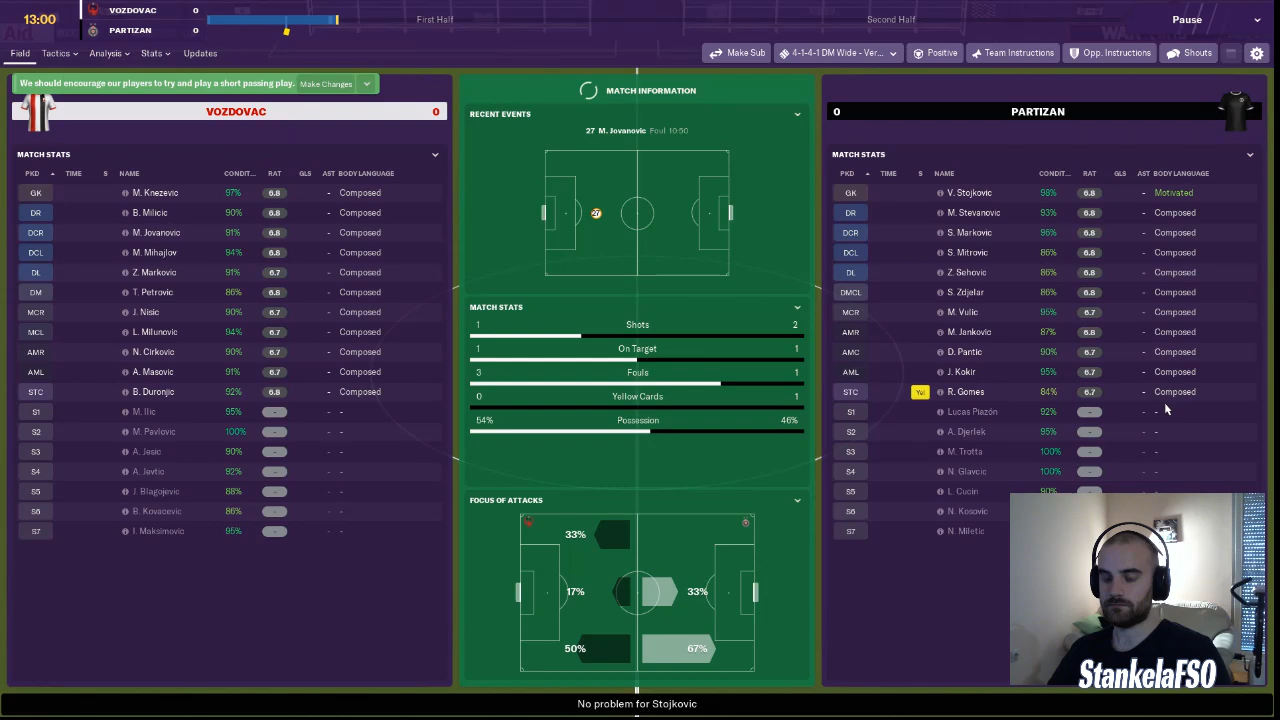 13:00
VOZDOVAC 0
PARTIZAN 0
First Half
Second Half
Pause
Field Tactics Analysis Stats Updates
Make Sub
4-1-4-1 DM Wide - Ver...
Positive
Team Instructions
Opp. Instructions
Shouts
We should encourage our players to try and play a short passing play. Make Changes
VOZDOVAC 0
MATCH STATS
PKD TIME S NAME CONDIT... RAT GLS AST BODY LANGUAGE
GK M. Knezevic 97% 6.8 - Composed
DR B. Milicic 90% 6.8 - Composed
DCR M. Jovanovic 91% 6.8 - Composed
DCL M. Mihajlov 94% 6.8 - Composed
DL Z. Markovic 91% 6.7 - Composed
DM T. Petrovic 86% 6.8 - Composed
MCR J. Nisic 90% 6.7 - Composed
MCL L. Milunovic 94% 6.7 - Composed
AMR N. Cirkovic 90% 6.7 - Composed
AML A. Masovic 91% 6.7 - Composed
STC B. Duronjic 92% 6.8 - Composed
S1 M. Ilic 95% - - -
S2 M. Pavlovic 100% - - -
S3 A. Jesic 90% - - -
S4 A. Jevtic 92% - - -
S5 J. Blagojevic 88% - - -
S6 B. Kovacevic 86% - - -
S7 I. Maksimovic 95% - - -
MATCH INFORMATION
RECENT EVENTS
27 M. Jovanovic Foul 10:50
27
MATCH STATS
1 Shots 2
1 On Target 1
3 Fouls 1
0 Yellow Cards 1
54% Possession 46%
FOCUS OF ATTACKS
33%
17% 33%
50% 67%
0 PARTIZAN
MATCH STATS
PKD TIME S NAME CONDIT... RAT GLS AST BODY LANGUAGE
GK V. Stojkovic 98% 6.8 - Motivated
DR M. Stevanovic 93% 6.8 - Composed
DCR S. Markovic 96% 6.8 - Composed
DCL S. Mitrovic 86% 6.8 - Composed
DL Z. Sehovic 86% 6.8 - Composed
DMCL S. Zdjelar 86% 6.8 - Composed
MCR M. Vulic 95% 6.8 - Composed
AMR M. Jankovic 87% 6.8 - Composed
AMC D. Pantic 90% 6.7 - Composed
AML J. Kokir 95% 6.7 - Composed
STC Yel R. Gomes 84% 6.7 - Composed
S1 Lucas Piazón 92% - - -
S2 A. Djerlek 95% - - -
S3 M. Trotta 100% - - -
S4 N. Glavcic 100% - - -
S5 L. Cucin 90% - - -
S6 N. Kosovic
S7 N. Miletic
StankelaFSO
No problem for Stojkovic